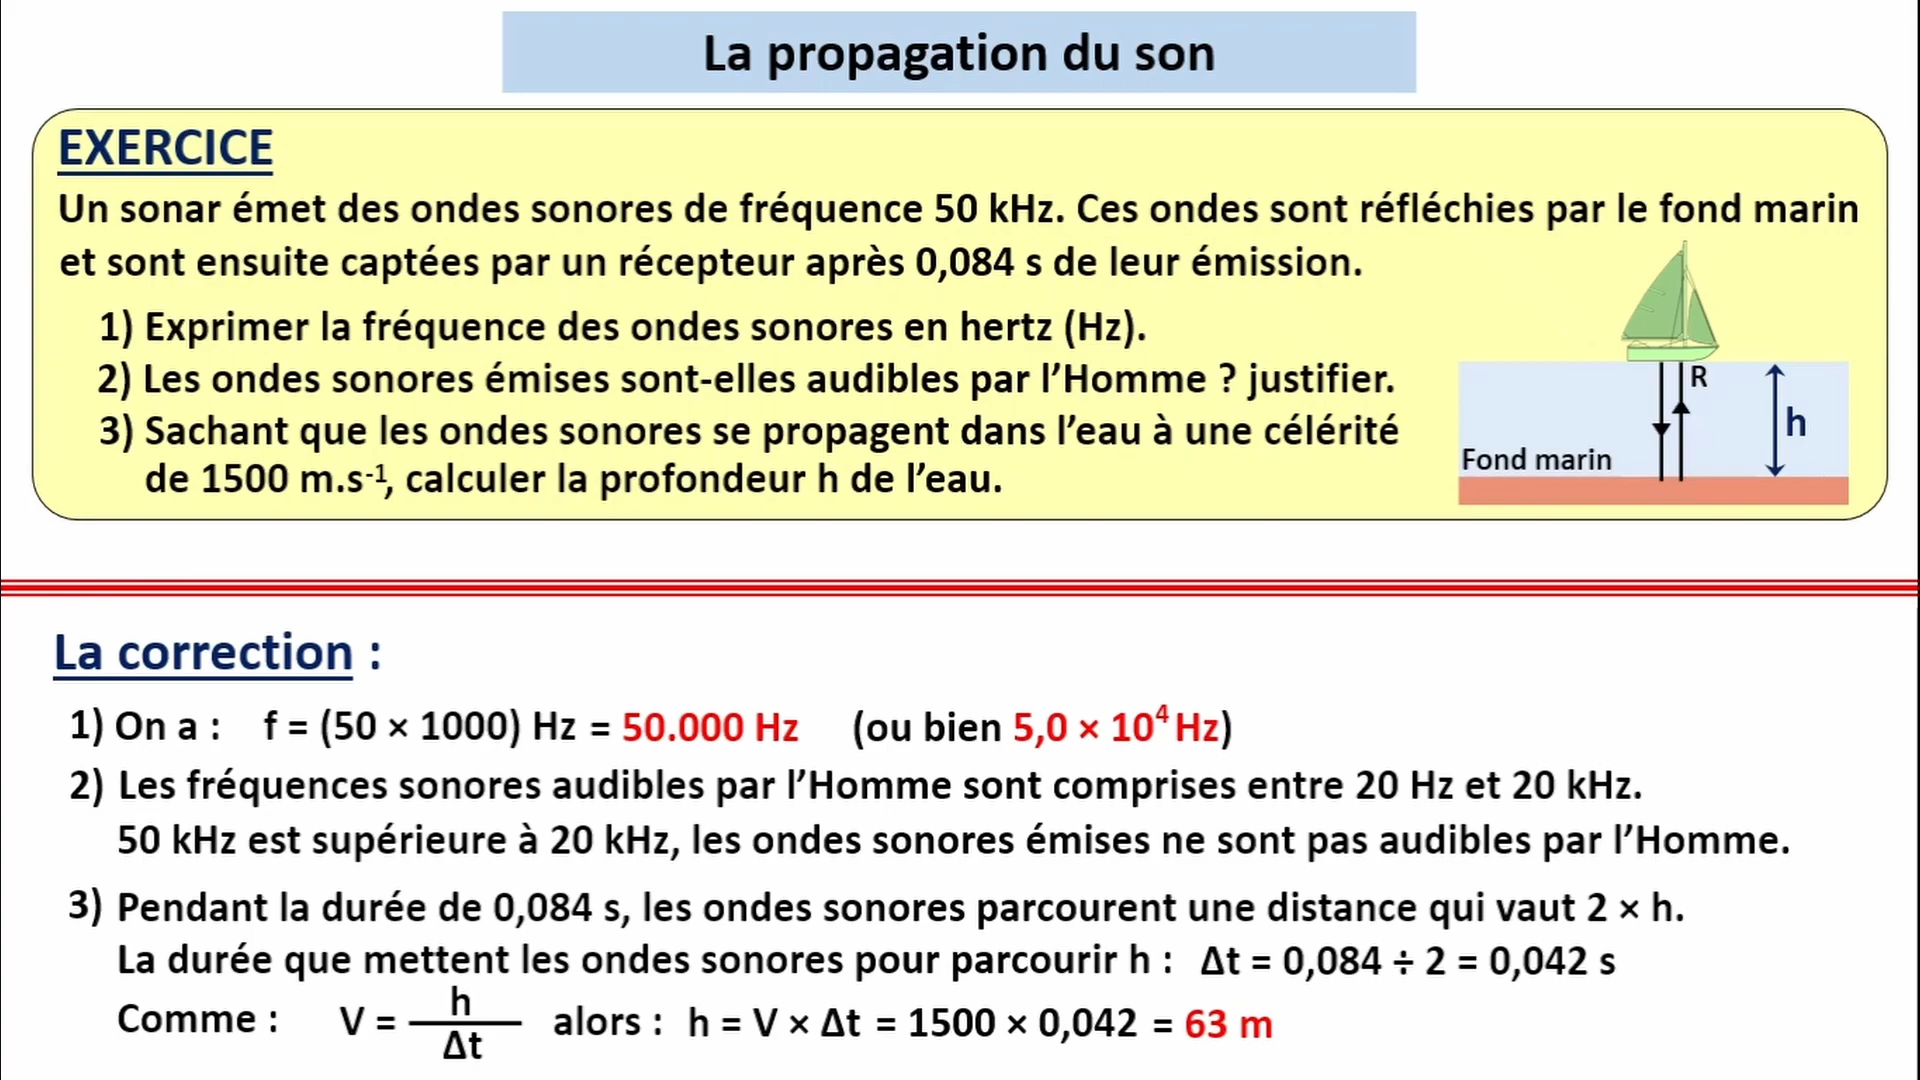 La propagation du son
EXERCICE
Un sonar émet des ondes sonores de fréquence 50 kHz. Ces ondes sont réfléchies par le fond marin
et sont ensuite captées par un récepteur après 0,084 s de leur émission.
1) Exprimer la fréquence des ondes sonores en hertz (Hz).
2) Les ondes sonores émises sont-elles audibles par l’Homme ? justifier.
3) Sachant que les ondes sonores se propagent dans l’eau à une célérité
de 1500 m.s⁻¹, calculer la profondeur h de l’eau.
R
h
Fond marin
La correction :
1) On a : f = (50 × 1000) Hz = 50.000 Hz (ou bien 5,0 × 10⁴ Hz)
2) Les fréquences sonores audibles par l’Homme sont comprises entre 20 Hz et 20 kHz.
50 kHz est supérieure à 20 kHz, les ondes sonores émises ne sont pas audibles par l’Homme.
3) Pendant la durée de 0,084 s, les ondes sonores parcourent une distance qui vaut 2 × h.
La durée que mettent les ondes sonores pour parcourir h : Δt = 0,084 ÷ 2 = 0,042 s
Comme : V = h / Δt alors : h = V × Δt = 1500 × 0,042 = 63 m